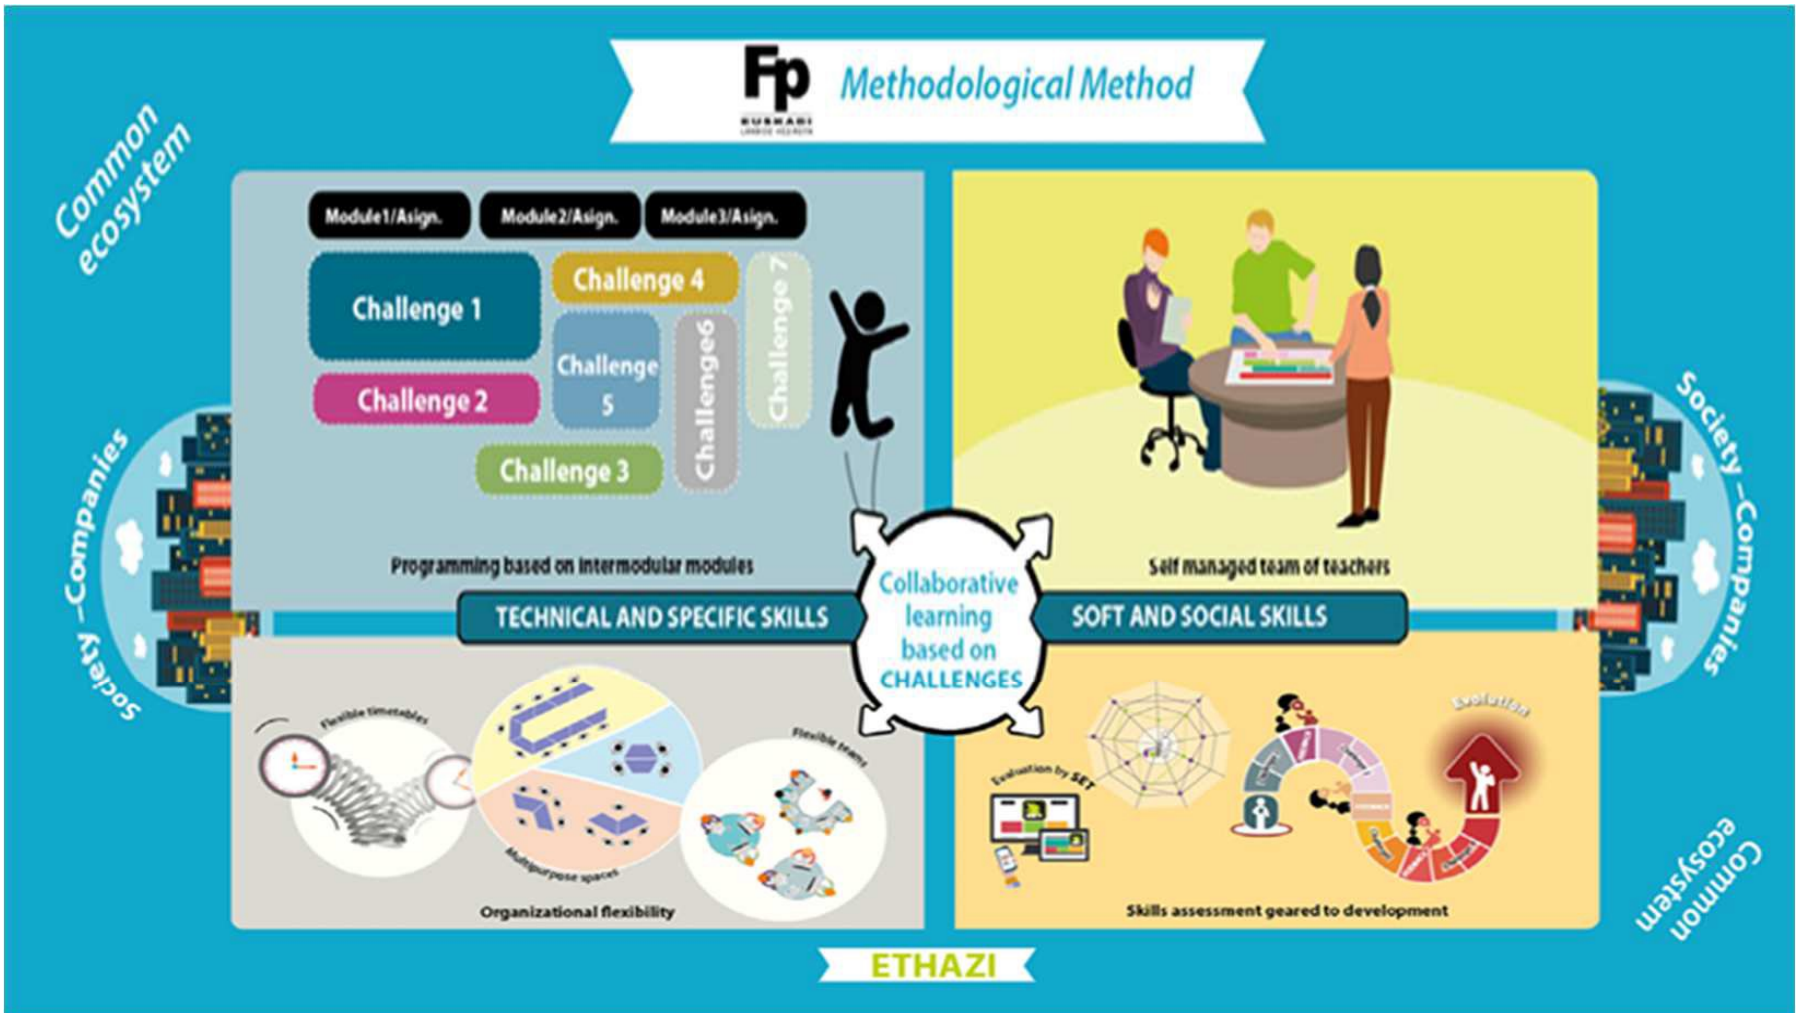 Fp
Methodological Method
EUSKADI
Common
ecosystem
Module1/Asign.
Module2/Asign.
Module3/Asign.
Challenge 1
Challenge 4
Challenge 7
Challenge
5
Challenge6
Challenge 2
Challenge 3
Programming based on intermodular modules
Self managed team of teachers
Society –Companies
Society –Companies
TECHNICAL AND SPECIFIC SKILLS
Collaborative
learning
based on
CHALLENGES
SOFT AND SOCIAL SKILLS
Flexible timetables
Multipurpose spaces
Flexible teams
Organizational flexibility
Evaluation by SET
Evolution
Skills assessment geared to development
Common
ecosystem
ETHAZI